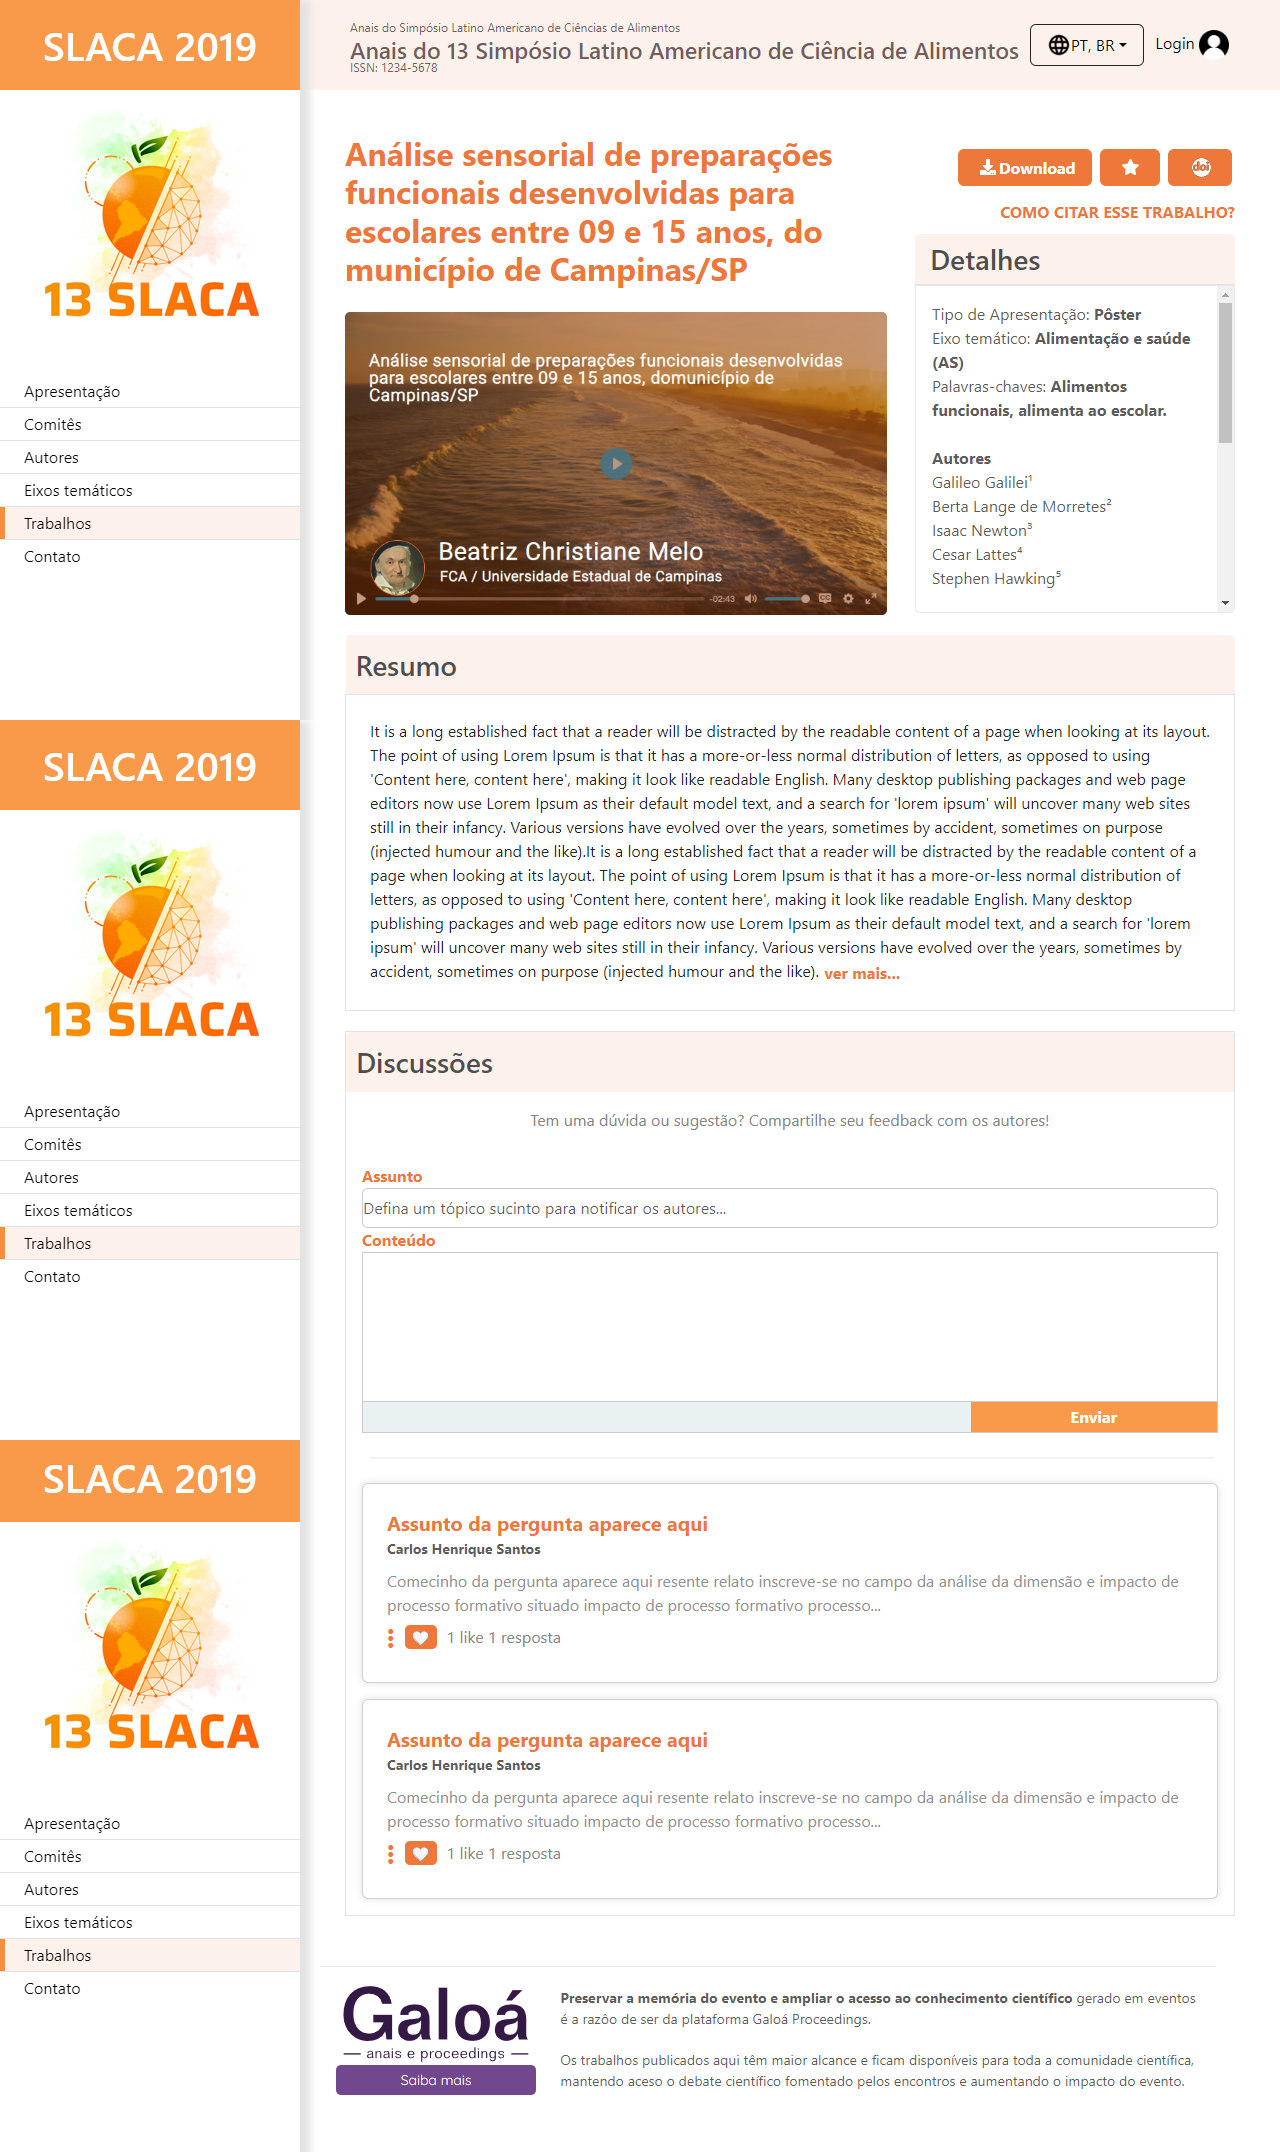 SLACA 2019
13 SLACA
Apresentação
Comitês
Autores
Eixos temáticos
Trabalhos
Contato
SLACA 2019
13 SLACA
Apresentação
Comitês
Autores
Eixos temáticos
Trabalhos
Contato
SLACA 2019
13 SLACA
Apresentação
Comitês
Autores
Eixos temáticos
Trabalhos
Contato
Anais do Simpósio Latino Americano de Ciências de Alimentos
Anais do 13 Simpósio Latino Americano de Ciência de Alimentos
ISSN: 1234-5678
PT, BR
Login
Análise sensorial de preparações
funcionais desenvolvidas para
escolares entre 09 e 15 anos, do
município de Campinas/SP
Download
doi
COMO CITAR ESSE TRABALHO?
Análise sensorial de preparações funcionais desenvolvidas
para escolares entre 09 e 15 anos, domunicípio de
Campinas/SP
Beatriz Christiane Melo
FCA / Universidade Estadual de Campinas
-02:43
CC
Detalhes
Tipo de Apresentação: Pôster
Eixo temático: Alimentação e saúde
(AS)
Palavras-chaves: Alimentos
funcionais, alimenta ao escolar.
Autores
Galileo Galilei¹
Berta Lange de Morretes²
Isaac Newton³
Cesar Lattes⁴
Stephen Hawking⁵
Resumo
It is a long established fact that a reader will be distracted by the readable content of a page when looking at its layout.
The point of using Lorem Ipsum is that it has a more-or-less normal distribution of letters, as opposed to using
'Content here, content here', making it look like readable English. Many desktop publishing packages and web page
editors now use Lorem Ipsum as their default model text, and a search for 'lorem ipsum' will uncover many web sites
still in their infancy. Various versions have evolved over the years, sometimes by accident, sometimes on purpose
(injected humour and the like).It is a long established fact that a reader will be distracted by the readable content of a
page when looking at its layout. The point of using Lorem Ipsum is that it has a more-or-less normal distribution of
letters, as opposed to using 'Content here, content here', making it look like readable English. Many desktop
publishing packages and web page editors now use Lorem Ipsum as their default model text, and a search for 'lorem
ipsum' will uncover many web sites still in their infancy. Various versions have evolved over the years, sometimes by
accident, sometimes on purpose (injected humour and the like). ver mais...
Discussões
Tem uma dúvida ou sugestão? Compartilhe seu feedback com os autores!
Assunto
Defina um tópico sucinto para notificar os autores...
Conteúdo
Enviar
Assunto da pergunta aparece aqui
Carlos Henrique Santos
Comecinho da pergunta aparece aqui resente relato inscreve-se no campo da análise da dimensão e impacto de
processo formativo situado impacto de processo formativo processo...
1 like 1 resposta
Assunto da pergunta aparece aqui
Carlos Henrique Santos
Comecinho da pergunta aparece aqui resente relato inscreve-se no campo da análise da dimensão e impacto de
processo formativo situado impacto de processo formativo processo...
1 like 1 resposta
Galoá
anais e proceedings
Saiba mais
Preservar a memória do evento e ampliar o acesso ao conhecimento científico gerado em eventos
é a razõo de ser da plataforma Galoá Proceedings.
Os trabalhos publicados aqui têm maior alcance e ficam disponíveis para toda a comunidade científica,
mantendo aceso o debate científico fomentado pelos encontros e aumentando o impacto do evento.